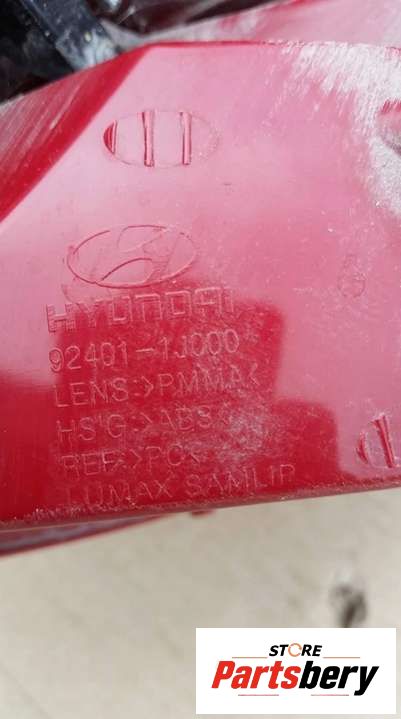 HYUNDAI
92401-1J000
LENS:>PMMA<
HS'G:>ABS<
REF:>PC<
LUMAX SAMLIP
STORE
Partsbery